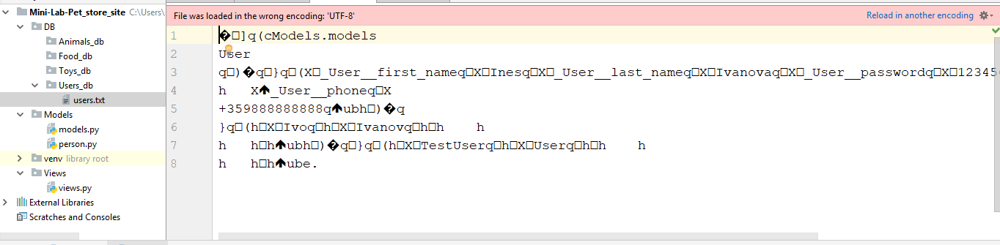 Mini-Lab-Pet_store_site C:\Users\
DB
Animals_db
Food_db
Toys_db
Users_db
users.txt
Models
models.py
person.py
venv library root
Views
views.py
External Libraries
Scratches and Consoles
File was loaded in the wrong encoding: 'UTF-8'
Reload in another encoding
1 �□]q(cModels.models
2 User
3 q□)�q□}q□(X□_User__first_nameq□X□Inesq□X□_User__last_nameq□X□Ivanovaq□X□_User__passwordq□X□123456
4 h X🡹_User__phoneq□X
5 +359888888888q🡹ubh□)�q
6 }q□(h□X□Ivoq□h□X□Ivanovq□h□h h
7 h h□h🡹ubh□)�q□}q□(h□X□TestUserq□h□X□Userq□h□h h
8 h h□h🡹ube.